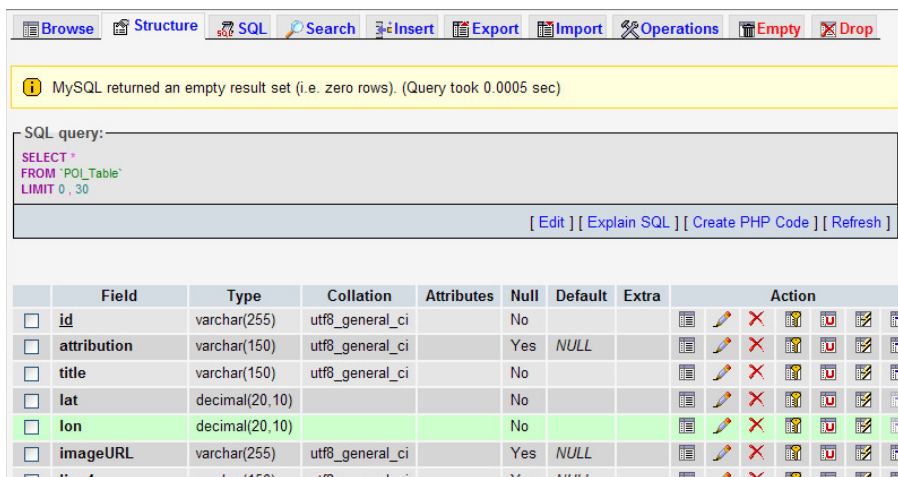 Browse Structure SQL Search Insert Export Import Operations Empty Drop
MySQL returned an empty result set (i.e. zero rows). (Query took 0.0005 sec)
SQL query:
SELECT *
FROM `POI_Table`
LIMIT 0 , 30
[ Edit ] [ Explain SQL ] [ Create PHP Code ] [ Refresh ]
Field Type Collation Attributes Null Default Extra Action
id varchar(255) utf8_general_ci No
attribution varchar(150) utf8_general_ci Yes NULL
title varchar(150) utf8_general_ci No
lat decimal(20,10) No
lon decimal(20,10) No
imageURL varchar(255) utf8_general_ci Yes NULL